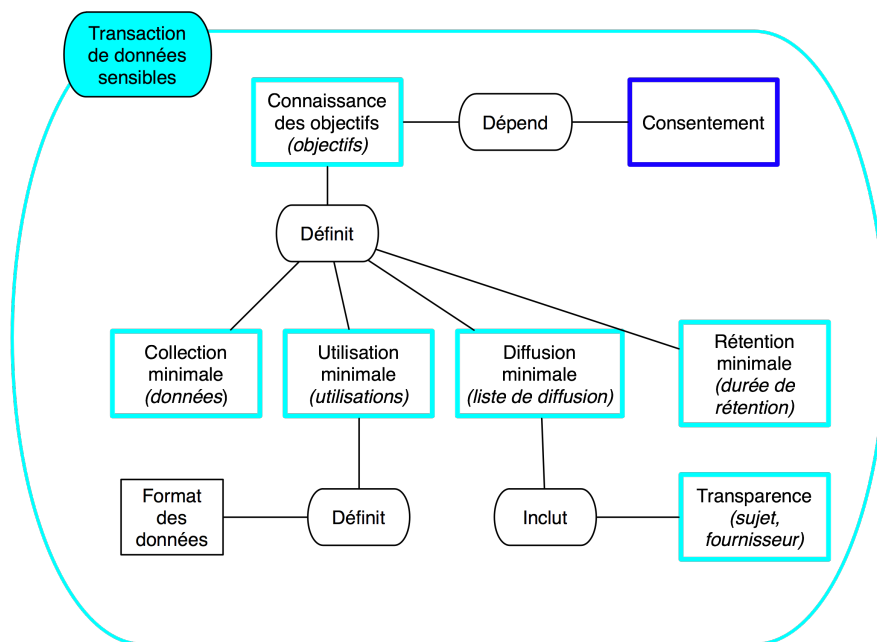 Transaction
de données
sensibles
Connaissance
des objectifs
(objectifs)
Dépend
Consentement
Définit
Collection
minimale
(données)
Utilisation
minimale
(utilisations)
Diffusion
minimale
(liste de diffusion)
Rétention
minimale
(durée de
rétention)
Format
des
données
Définit
Inclut
Transparence
(sujet,
fournisseur)